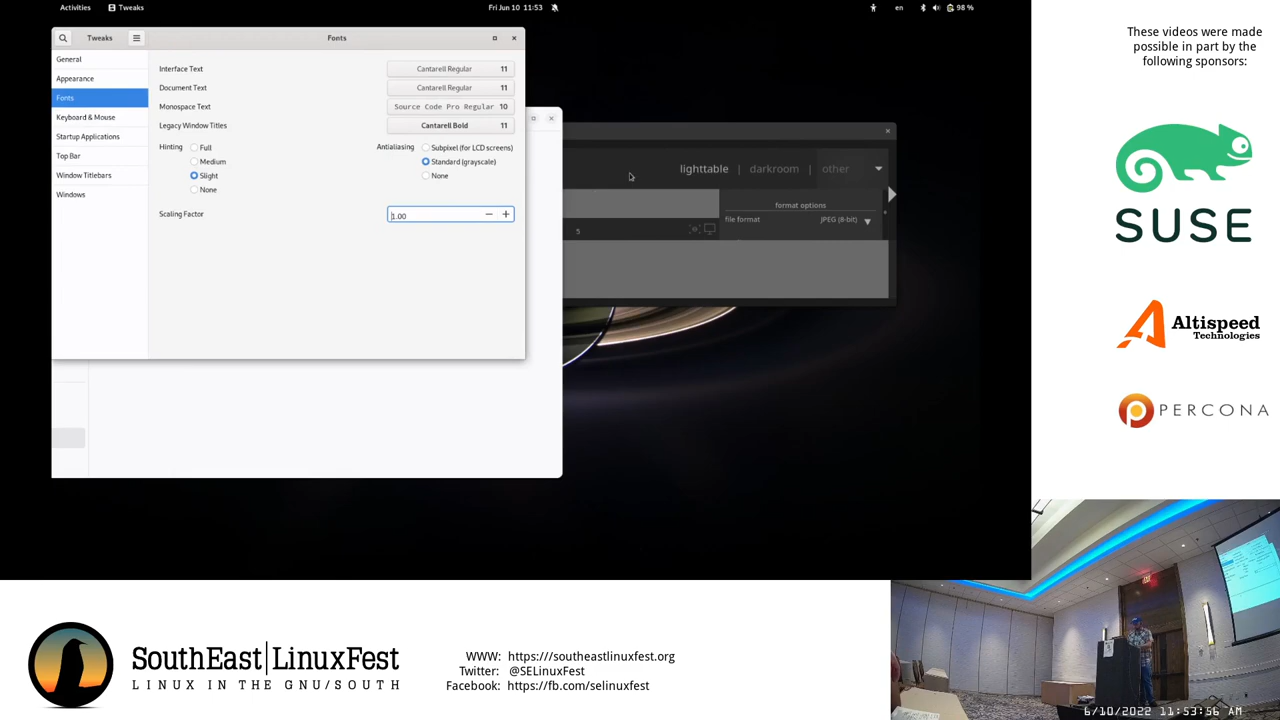 Activities
Tweaks
Fri Jun 10 11:53
en
98 %
Tweaks
Fonts
General
Appearance
Fonts
Keyboard & Mouse
Startup Applications
Top Bar
Window Titlebars
Windows
Interface Text
Cantarell Regular 11
Document Text
Cantarell Regular 11
Monospace Text
Source Code Pro Regular 10
Legacy Window Titles
Cantarell Bold 11
Hinting
Full
Medium
Slight
None
Antialiasing
Subpixel (for LCD screens)
Standard (grayscale)
None
Scaling Factor
1.00
lighttable | darkroom | other
format options
file format
JPEG (8-bit)
5
These videos were made
possible in part by the
following sponsors:
SUSE
Altispeed
Technologies
PERCONA
SouthEast LinuxFest
LINUX IN THE GNU/SOUTH
WWW: https:///southeastlinuxfest.org
Twitter: @SELinuxFest
Facebook: https://fb.com/selinuxfest
6/10/2022 11:53:56 AM